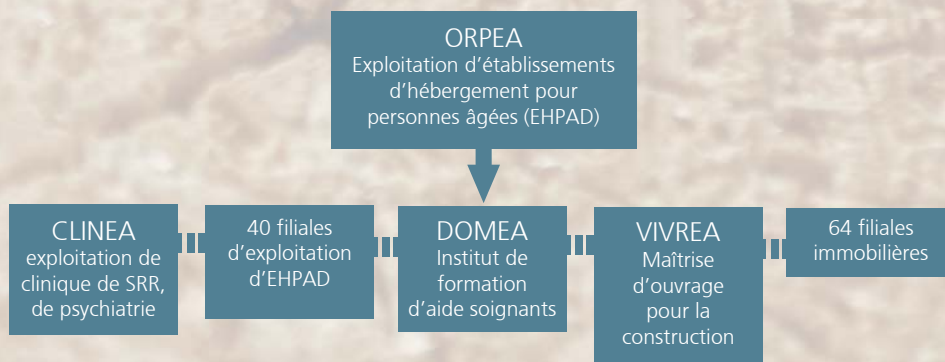 ORPEA
Exploitation d'établissements
d'hébergement pour
personnes âgées (EHPAD)
CLINEA
exploitation de
clinique de SRR,
de psychiatrie
40 filiales
d'exploitation
d'EHPAD
DOMEA
Institut de
formation
d'aide soignants
VIVREA
Maîtrise
d'ouvrage
pour la
construction
64 filiales
immobilières